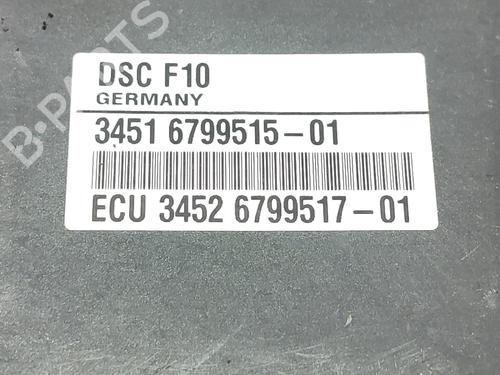 B-PARTS
DSC F10
GERMANY
3451 6799515-01
ECU 3452 6799517-01